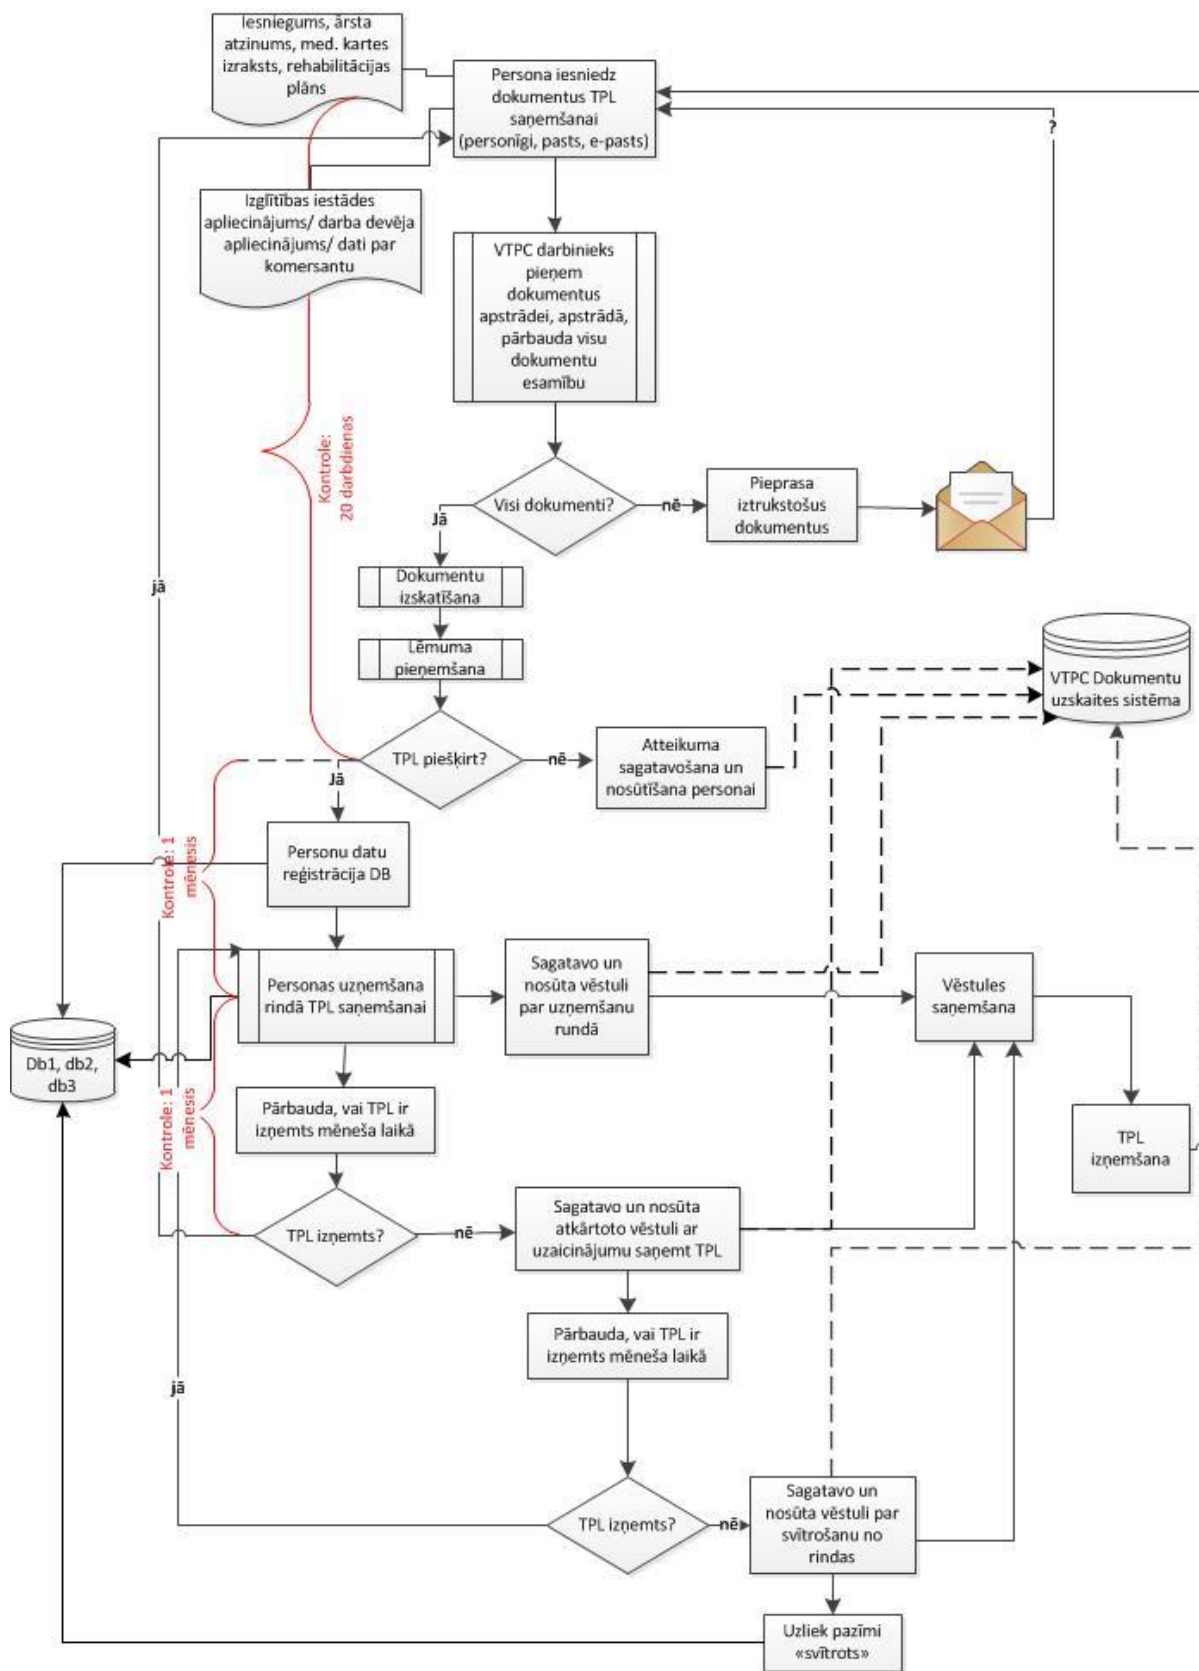 Iesniegums, ārsta
atzinums, med. kartes
izraksts, rehabilitācijas
plāns
Persona iesniedz
dokumentus TPL
saņemšanai
(personīgi, pasts, e-pasts)
?
Izglītības iestādes
apliecinājums/ darba devēja
apliecinājums/ dati par
komersantu
VTPC darbinieks
pieņem
dokumentus
apstrādei, apstrādā,
pārbauda visu
dokumentu
esamību
Kontrole:
20 darbdienas
Visi dokumenti?
nē
Pieprasa
iztrukstošus
dokumentus
Jā
jā
Dokumentu
izskatīšana
Lēmuma
pieņemšana
VTPC Dokumentu
uzskaites sistēma
TPL piešķirt?
nē
Atteikuma
sagatavošana un
nosūtīšana personai
Jā
Kontrole: 1
mēnesis
Personu datu
reģistrācija DB
Personas uzņemšana
rindā TPL saņemšanai
Sagatavo un
nosūta vēstuli
par uzņemšanu
rundā
Vēstules
saņemšana
Db1, db2,
db3
Kontrole: 1
mēnesis
Pārbauda, vai TPL ir
izņemts mēneša laikā
TPL
izņemšana
TPL izņemts?
nē
Sagatavo un nosūta
atkārtoto vēstuli ar
uzaicinājumu saņemt TPL
Pārbauda, vai TPL ir
izņemts mēneša laikā
jā
TPL izņemts?
nē
Sagatavo un
nosūta vēstuli par
svītrošanu no
rindas
Uzliek pazīmi
«svītrots»